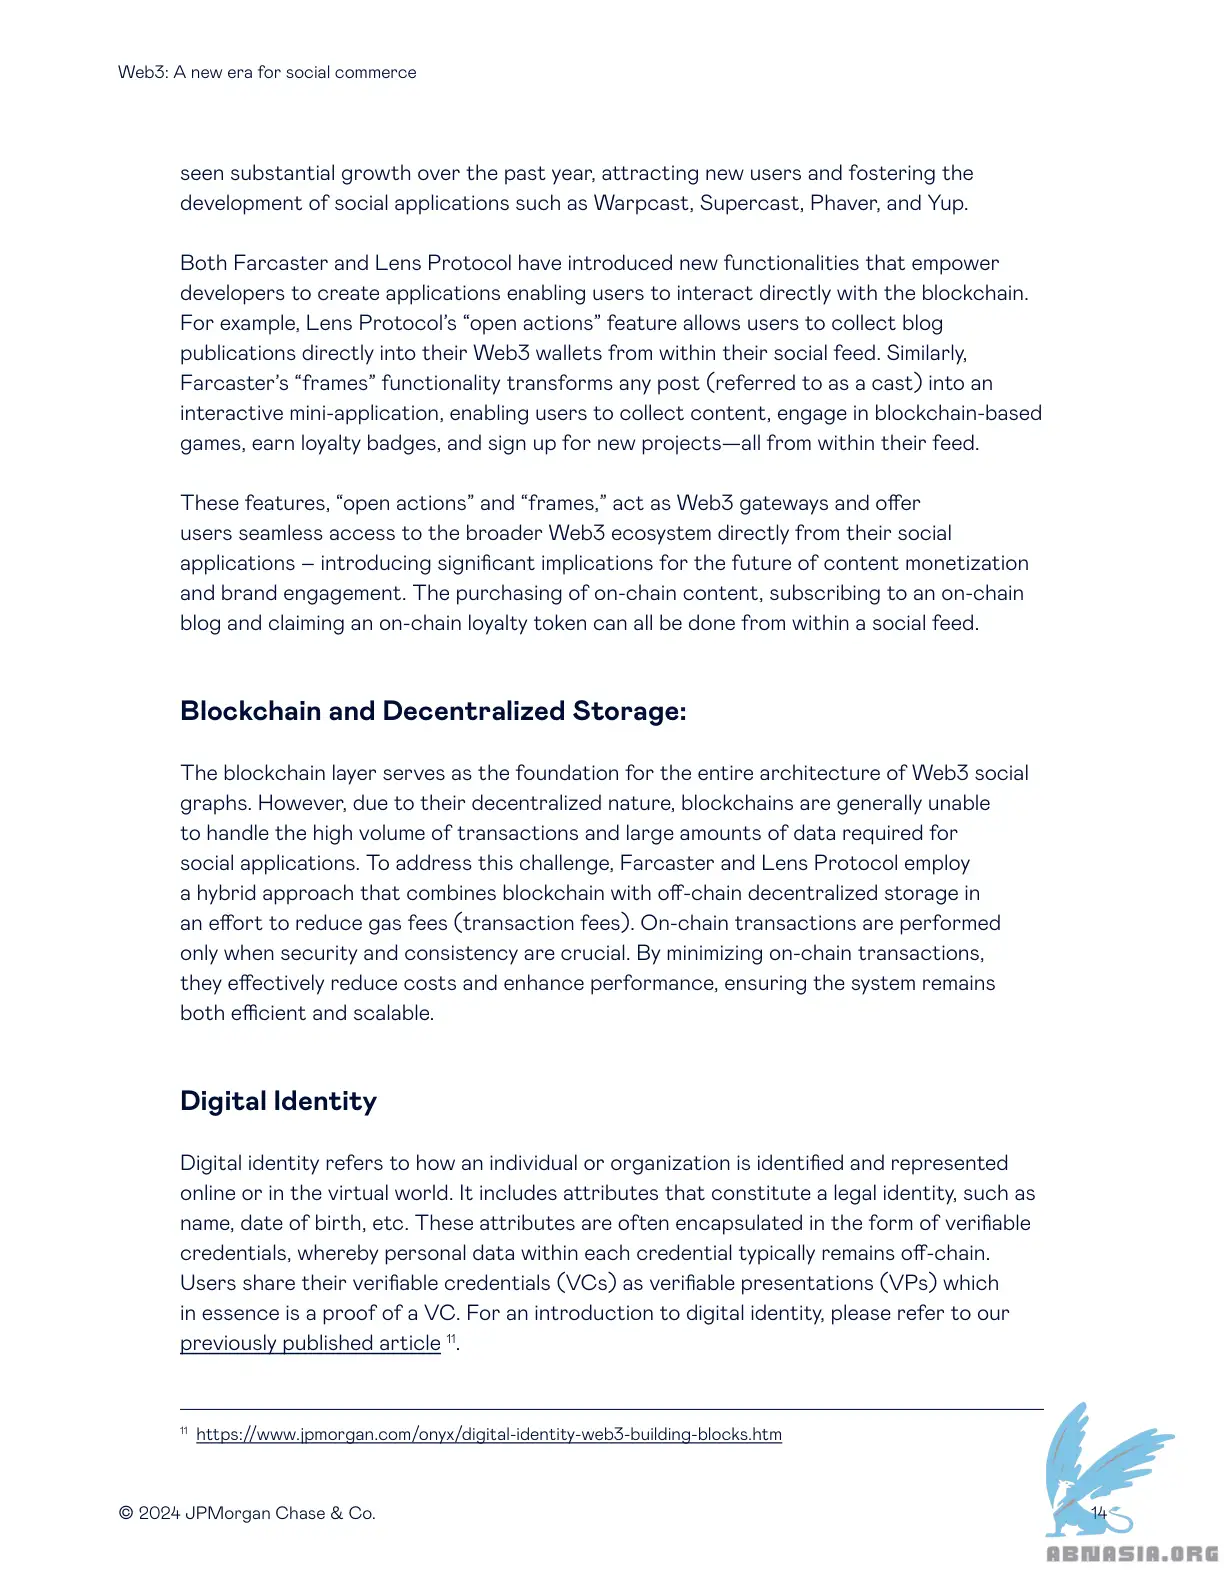 Web3: A new era for social commerce
seen substantial growth over the past year, attracting new users and fostering the
development of social applications such as Warpcast, Supercast, Phaver, and Yup.
Both Farcaster and Lens Protocol have introduced new functionalities that empower
developers to create applications enabling users to interact directly with the blockchain.
For example, Lens Protocol’s “open actions” feature allows users to collect blog
publications directly into their Web3 wallets from within their social feed. Similarly,
Farcaster’s “frames” functionality transforms any post (referred to as a cast) into an
interactive mini-application, enabling users to collect content, engage in blockchain-based
games, earn loyalty badges, and sign up for new projects—all from within their feed.
These features, “open actions” and “frames,” act as Web3 gateways and offer
users seamless access to the broader Web3 ecosystem directly from their social
applications – introducing significant implications for the future of content monetization
and brand engagement. The purchasing of on-chain content, subscribing to an on-chain
blog and claiming an on-chain loyalty token can all be done from within a social feed.
Blockchain and Decentralized Storage:
The blockchain layer serves as the foundation for the entire architecture of Web3 social
graphs. However, due to their decentralized nature, blockchains are generally unable
to handle the high volume of transactions and large amounts of data required for
social applications. To address this challenge, Farcaster and Lens Protocol employ
a hybrid approach that combines blockchain with off-chain decentralized storage in
an effort to reduce gas fees (transaction fees). On-chain transactions are performed
only when security and consistency are crucial. By minimizing on-chain transactions,
they effectively reduce costs and enhance performance, ensuring the system remains
both efficient and scalable.
Digital Identity
Digital identity refers to how an individual or organization is identified and represented
online or in the virtual world. It includes attributes that constitute a legal identity, such as
name, date of birth, etc. These attributes are often encapsulated in the form of verifiable
credentials, whereby personal data within each credential typically remains off-chain.
Users share their verifiable credentials (VCs) as verifiable presentations (VPs) which
in essence is a proof of a VC. For an introduction to digital identity, please refer to our
previously published article 11.
11 https://www.jpmorgan.com/onyx/digital-identity-web3-building-blocks.htm
© 2024 JPMorgan Chase & Co.
14
ABNASIA.ORG